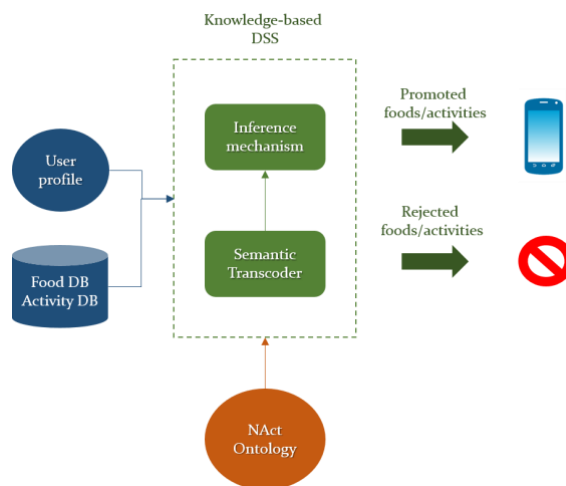 Knowledge-based
DSS
Inference
mechanism
Promoted
foods/activities
User
profile
Rejected
foods/activities
Semantic
Transcoder
Food DB
Activity DB
NAct
Ontology